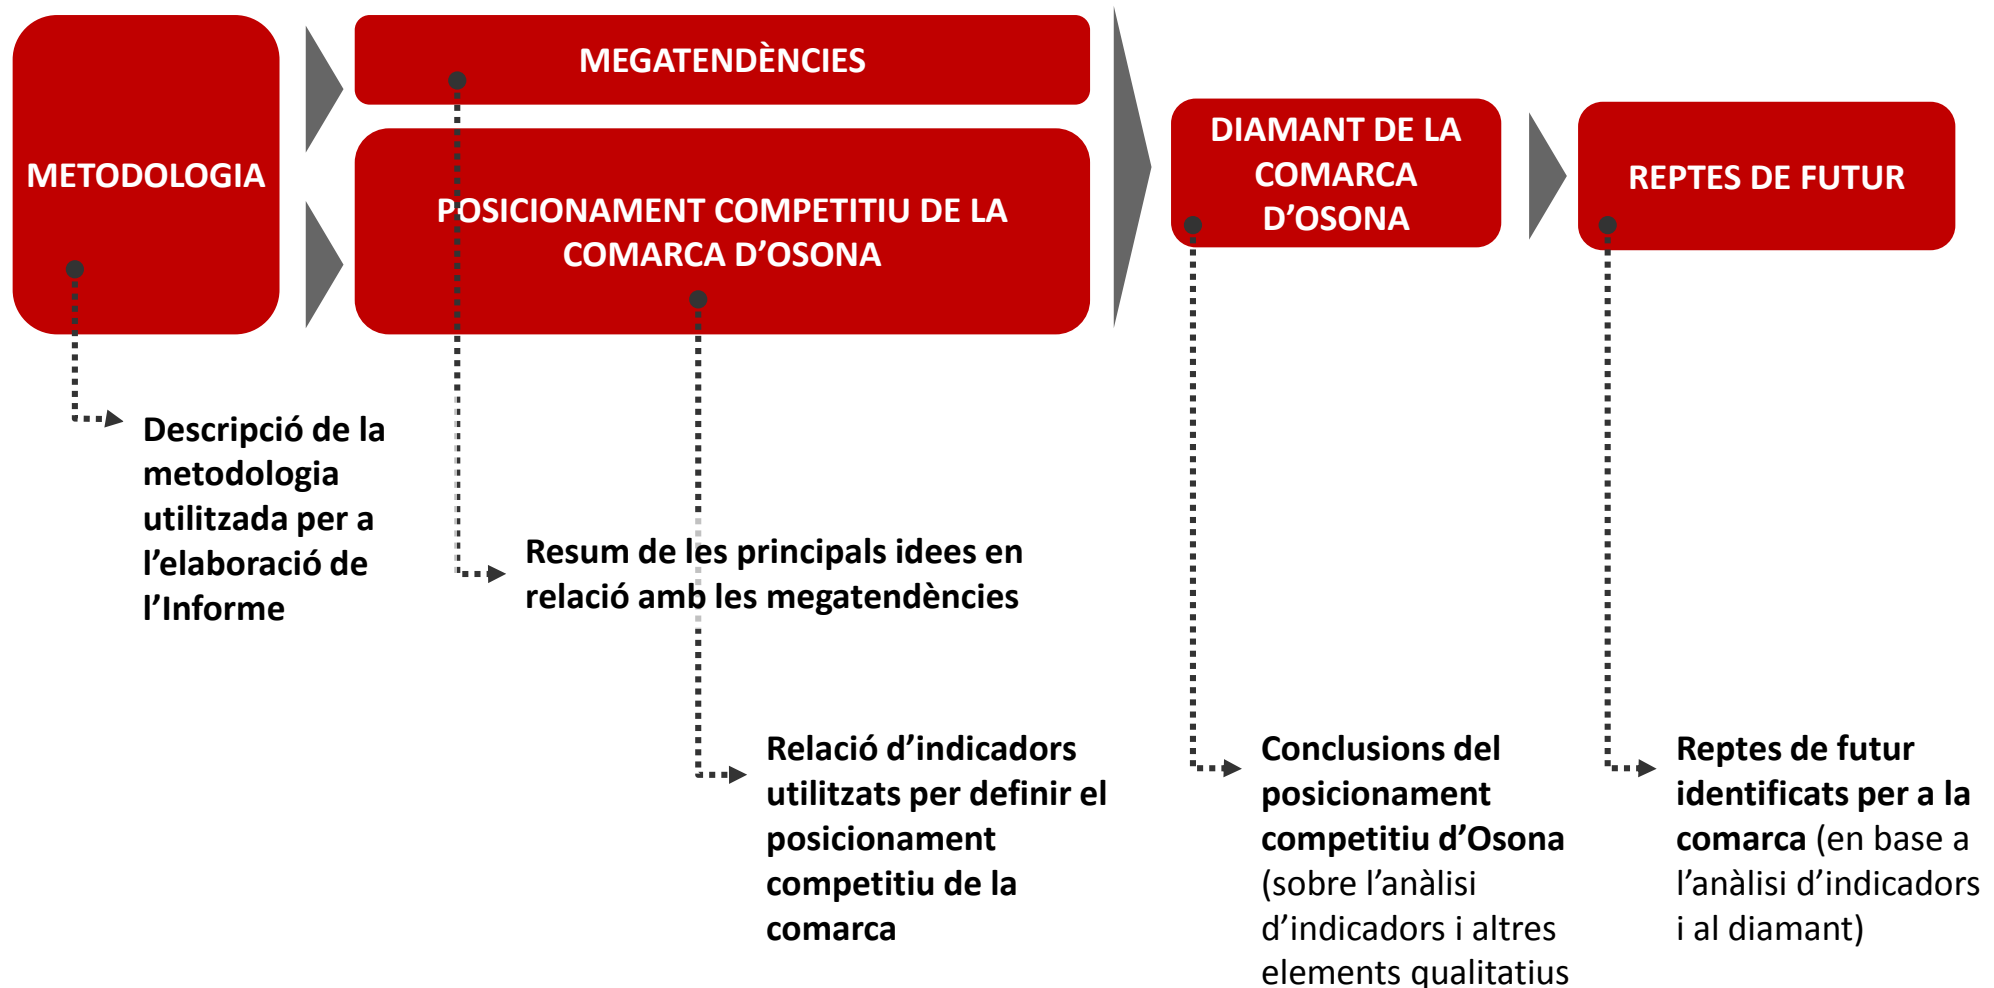 METODOLOGIA
MEGATENDÈNCIES
POSICIONAMENT COMPETITIU DE LA
COMARCA D’OSONA
DIAMANT DE LA
COMARCA
D’OSONA
REPTES DE FUTUR
Descripció de la
metodologia
utilitzada per a
l’elaboració de
l’Informe
Resum de les principals idees en
relació amb les megatendències
Relació d’indicadors
utilitzats per definir el
posicionament
competitiu de la
comarca
Conclusions del
posicionament
competitiu d’Osona
(sobre l’anàlisi
d’indicadors i altres
elements qualitatius
Reptes de futur
identificats per a la
comarca (en base a
l’anàlisi d’indicadors
i al diamant)